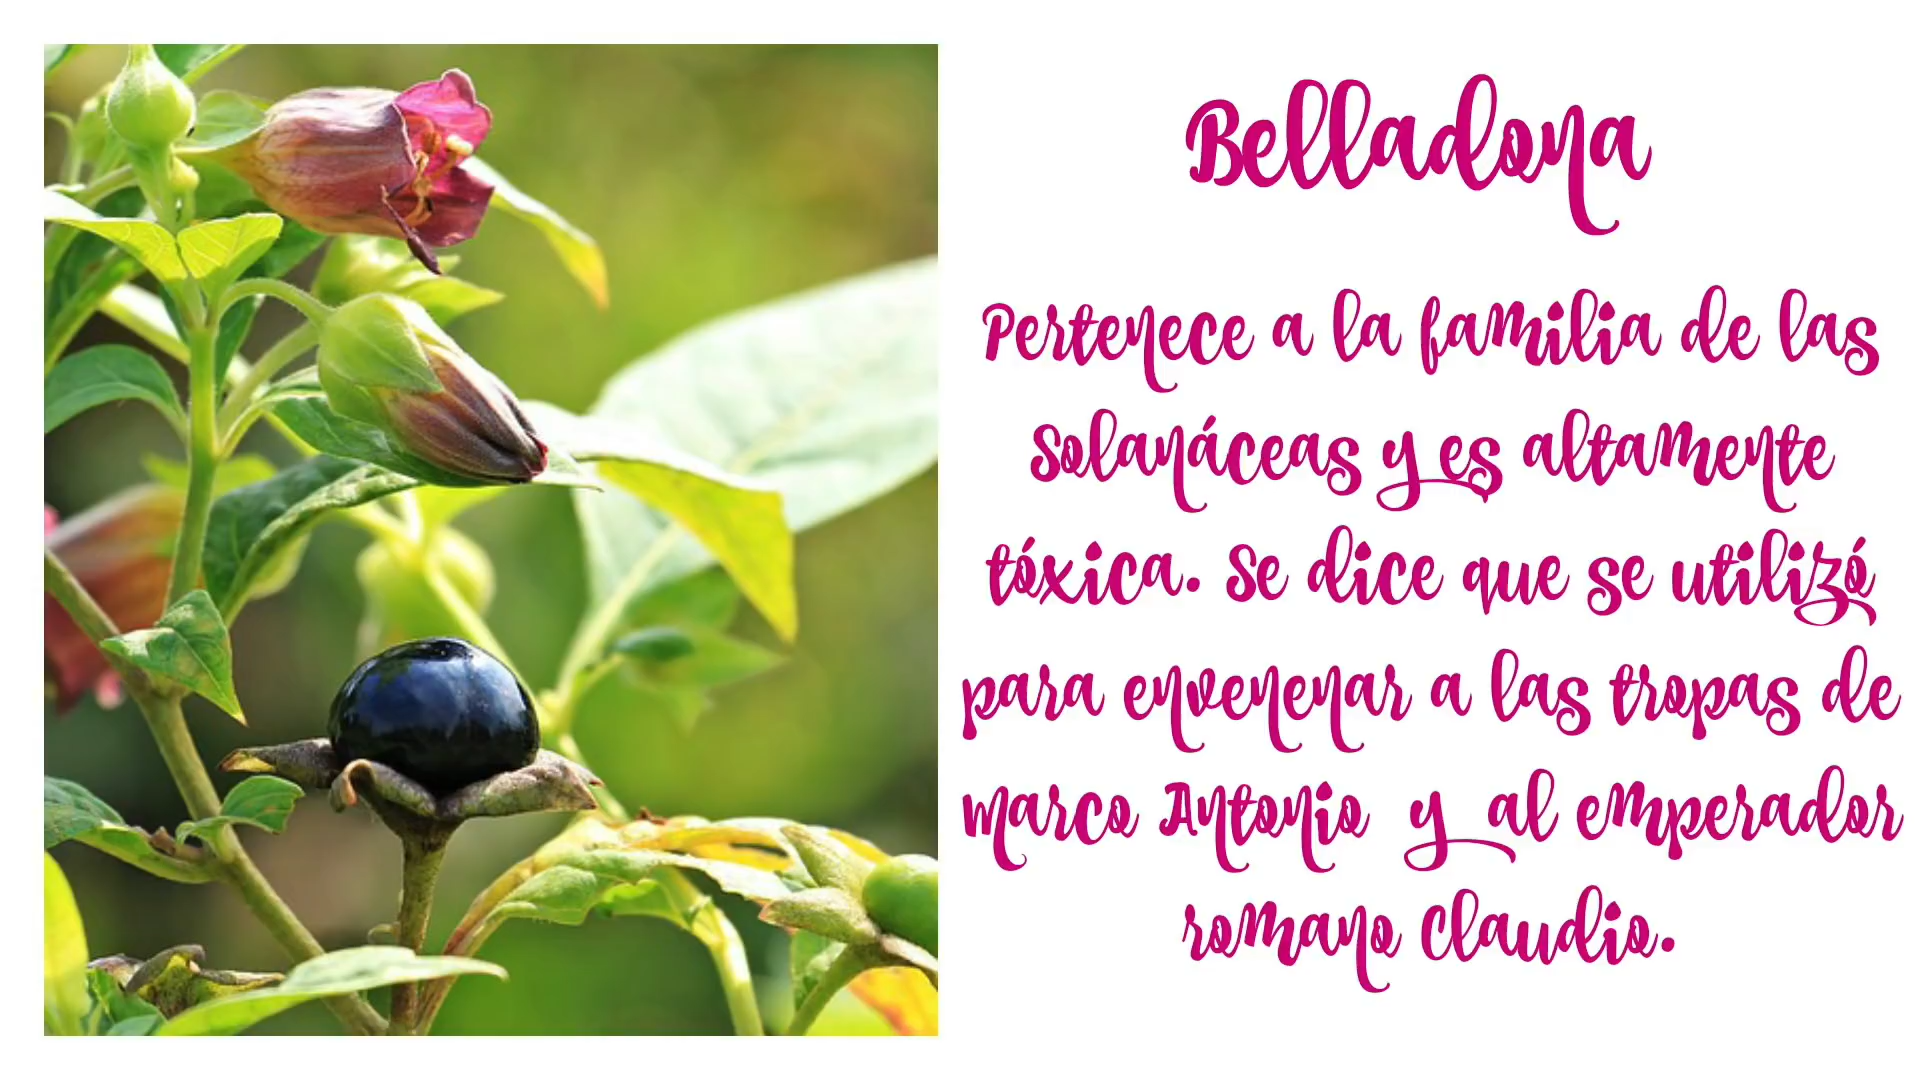 Belladona
Pertenece a la familia de las
Solanáceas y es altamente
tóxica. Se dice que se utilizó
para envenenar a las tropas de
Marco Antonio y al emperador
romano Claudio.